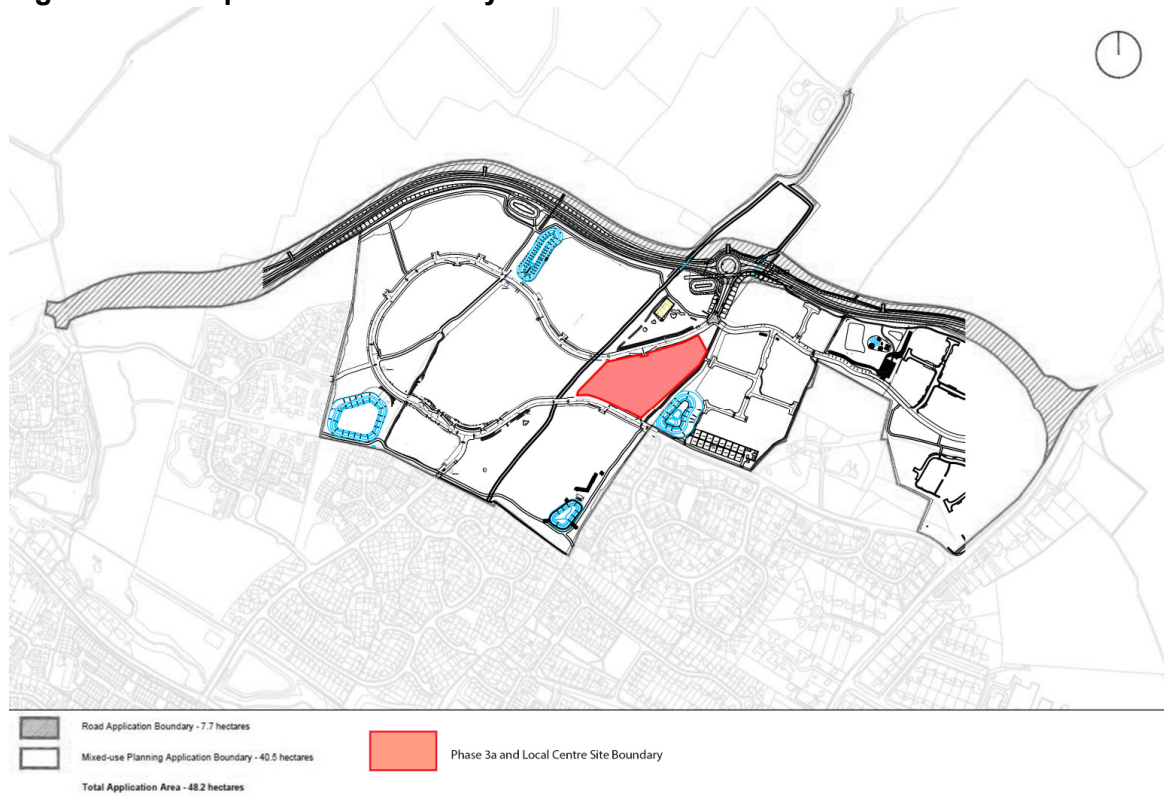 Road Application Boundary - 7.7 hectares
Mixed-use Planning Application Boundary - 40.5 hectares
Phase 3a and Local Centre Site Boundary
Total Application Area - 48.2 hectares